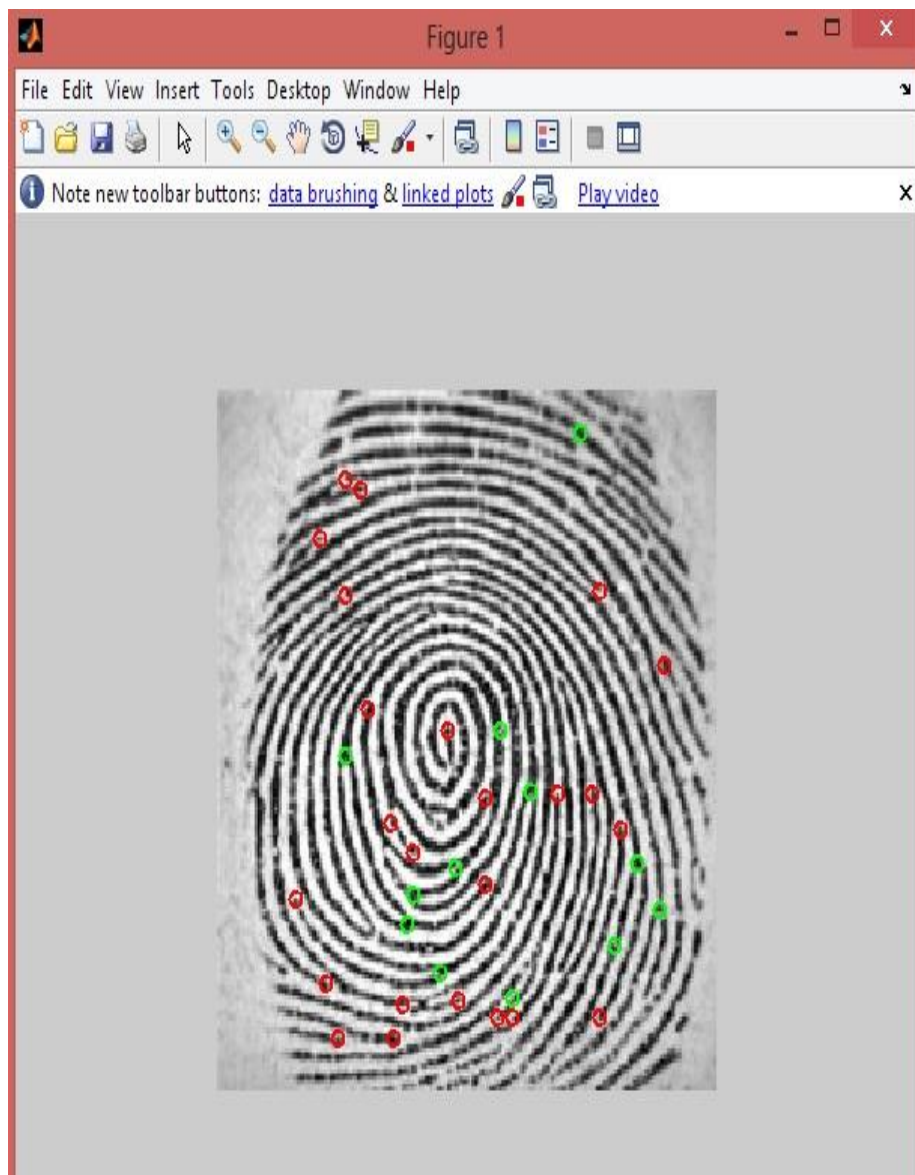 Figure 1
File Edit View Insert Tools Desktop Window Help
Note new toolbar buttons: data brushing & linked plots Play video